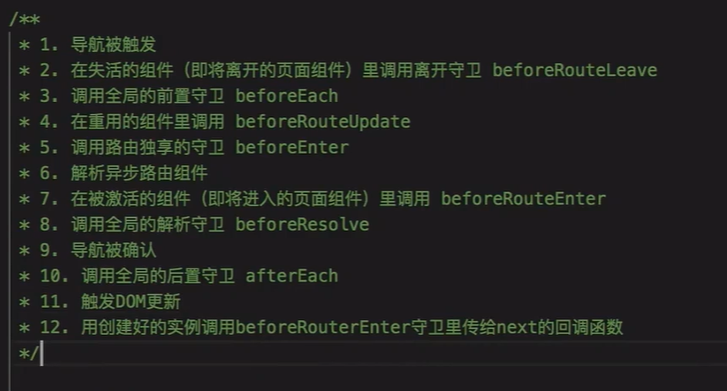 /**
* 1. 导航被触发
* 2. 在失活的组件（即将离开的页面组件）里调用离开守卫 beforeRouteLeave
* 3. 调用全局的前置守卫 beforeEach
* 4. 在重用的组件里调用 beforeRouteUpdate
* 5. 调用路由独享的守卫 beforeEnter
* 6. 解析异步路由组件
* 7. 在被激活的组件（即将进入的页面组件）里调用 beforeRouteEnter
* 8. 调用全局的解析守卫 beforeResolve
* 9. 导航被确认
* 10. 调用全局的后置守卫 afterEach
* 11. 触发DOM更新
* 12. 用创建好的实例调用beforeRouterEnter守卫里传给next的回调函数
*/